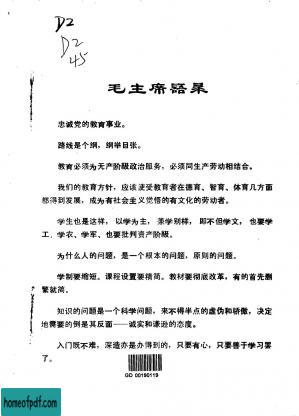 D2
D2
45
毛主席语录
忠诚党的教育事业。
路线是个纲,纲举目张。
教育必须为无产阶级政治服务,必须同生产劳动相结合。
我们的教育方针,应该使受教育者在德育、智育、体育几方面
都得到发展,成为有社会主义觉悟的有文化的劳动者。
学生也是这样,以学为主,兼学别样,即不但学文,也要学
工、学农、学军,也要批判资产阶级。
为什么人的问题,是一个根本的问题,原则的问题。
学制要缩短。课程设置要精简。教材要彻底改革,有的首先删
繁就简。
知识的问题是一个科学问题,来不得半点的虚伪和骄傲,决定
地需要的倒是其反面——诚实和谦逊的态度。
入门既不难,深造亦是办得到的,只要有心,只要善于学习罢
了。
GD 00190119
homeofpdf.com
homeofpdf.com